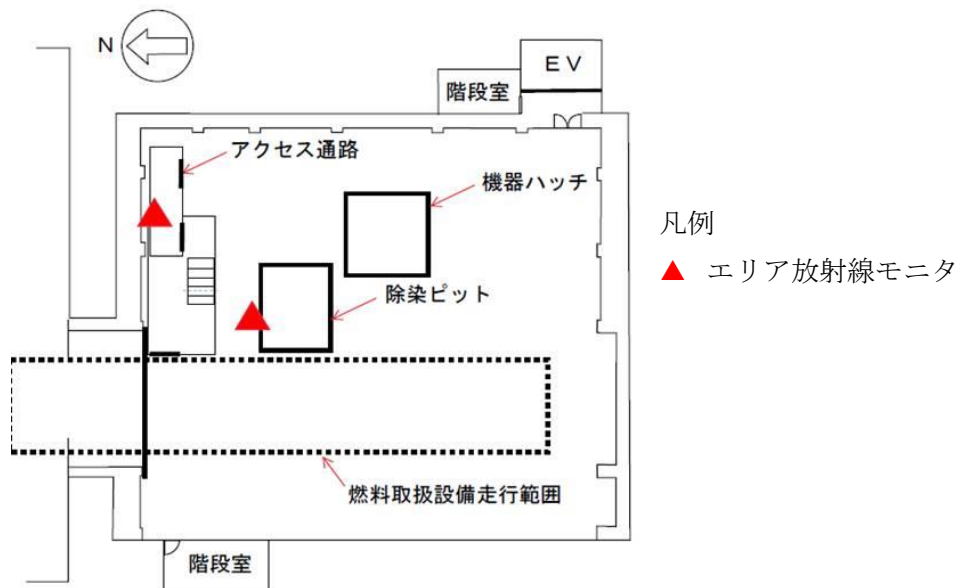 N
EV
階段室
アクセス通路
機器ハッチ
凡例
▲ エリア放射線モニタ
除染ピット
燃料取扱設備走行範囲
階段室